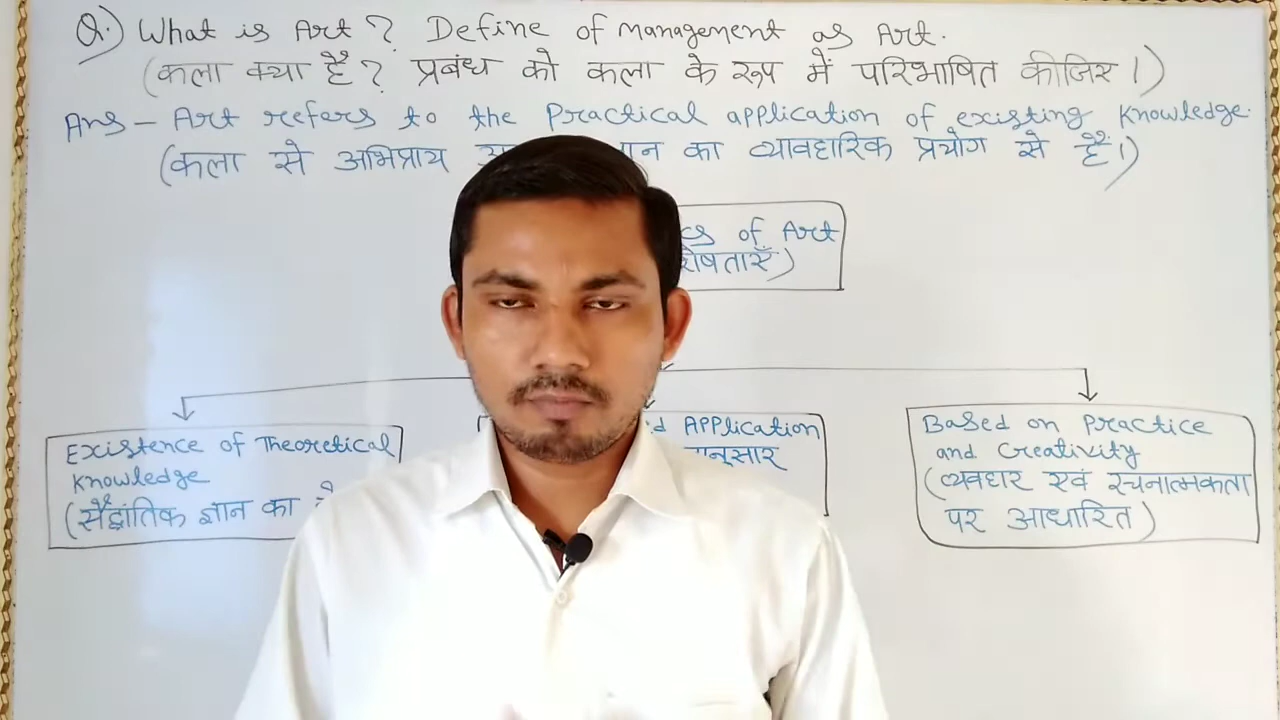 Q.) What is Art ? Define of management as Art.
(कला क्या है ? प्रबंध को कला के रूप में परिभाषित कीजिए।)
Ans – Art refers to the Practical application of existing knowledge.
(कला से अभिप्राय का व्यावहारिक प्रयोग से है।)
of Art
Existence of Theoretical
knowledge
(सैद्धांतिक ज्ञान का
Application
Based on Practice
and Creativity
(व्यवहार एवं रचनात्मकता
पर आधारित)